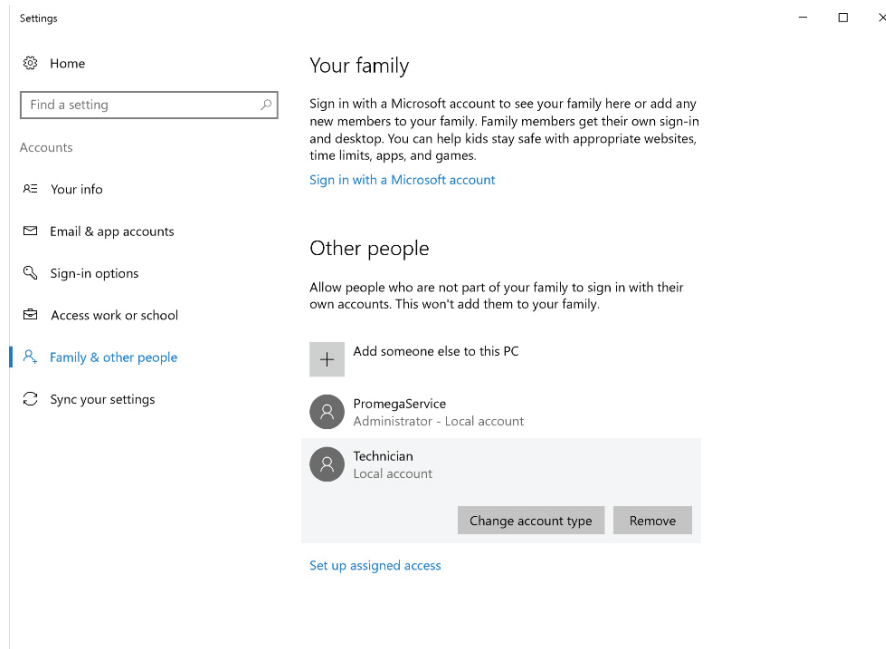 Settings
Home
Find a setting
Accounts
Your info
Email & app accounts
Sign-in options
Access work or school
Family & other people
Sync your settings
Your family
Sign in with a Microsoft account to see your family here or add any
new members to your family. Family members get their own sign-in
and desktop. You can help kids stay safe with appropriate websites,
time limits, apps, and games.
Sign in with a Microsoft account
Other people
Allow people who are not part of your family to sign in with their
own accounts. This won't add them to your family.
Add someone else to this PC
PromegaService
Administrator - Local account
Technician
Local account
Change account type
Remove
Set up assigned access